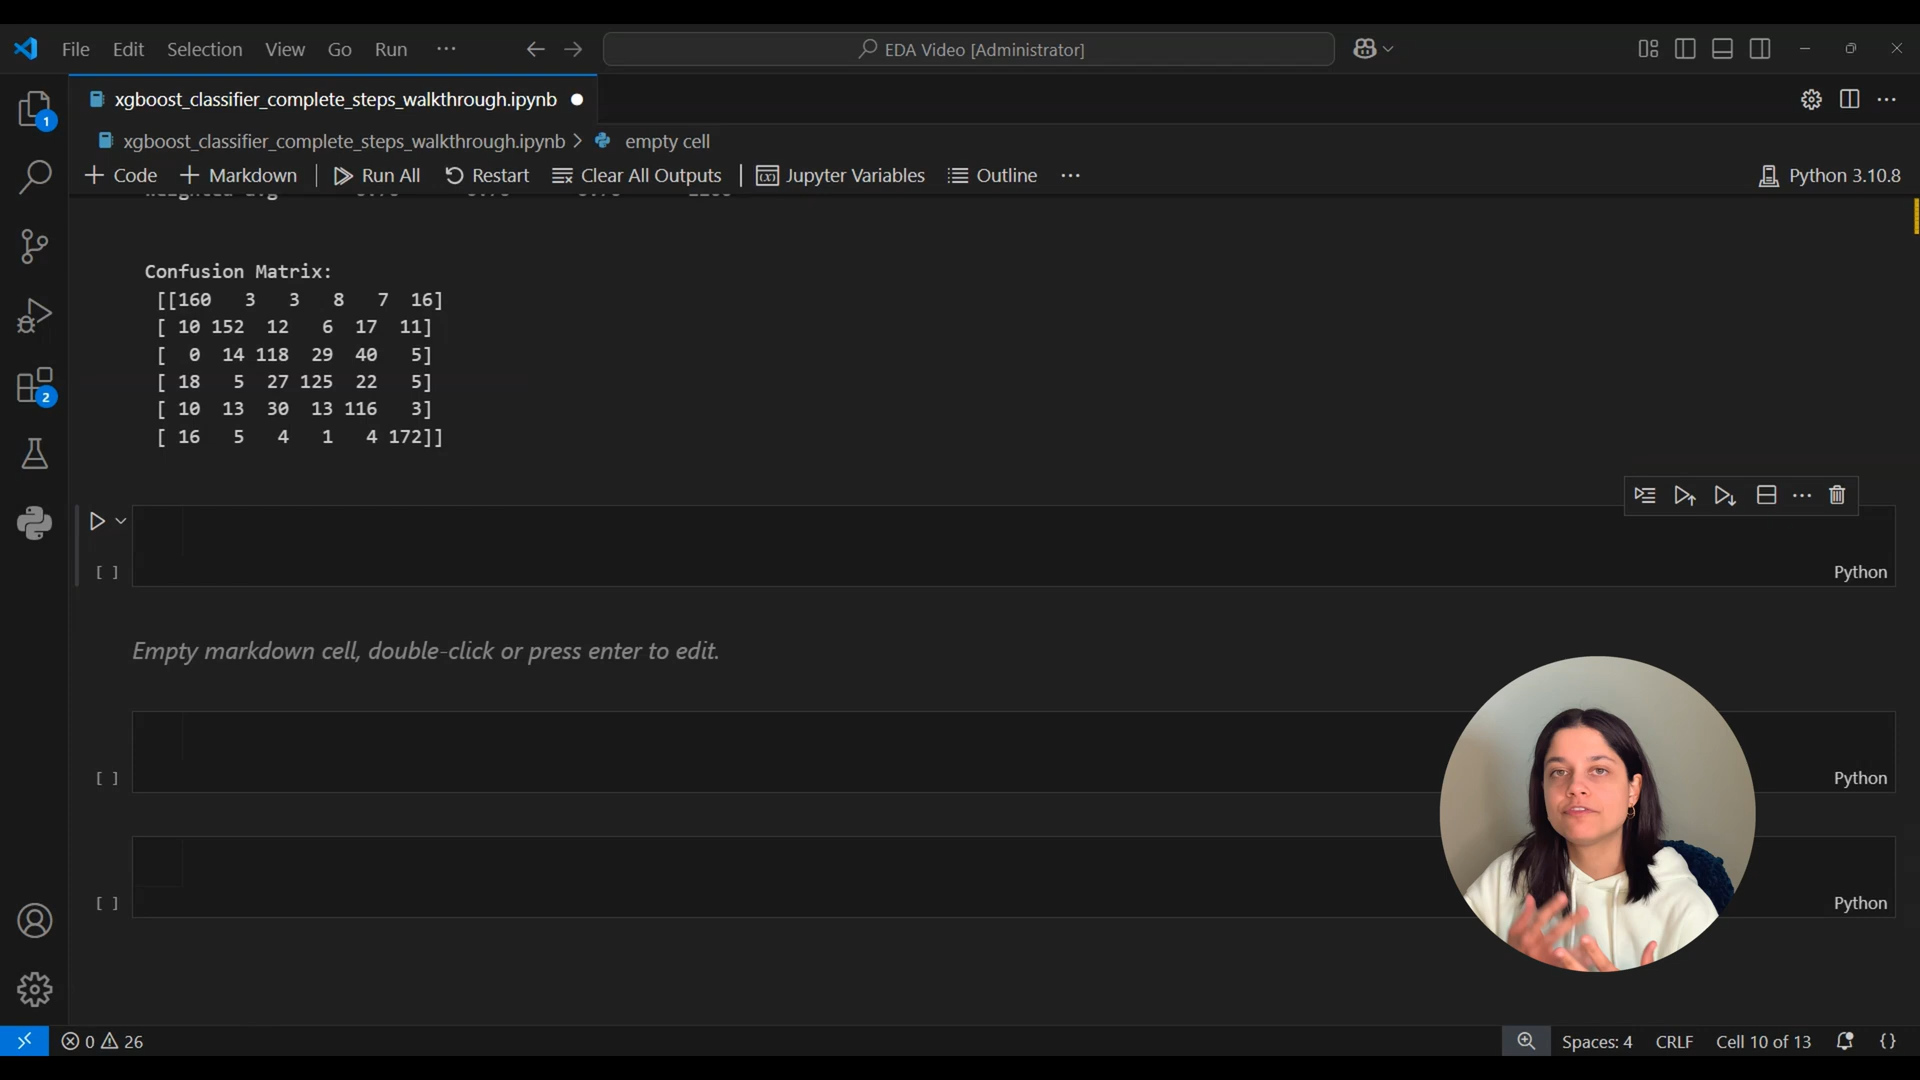 File Edit Selection View Go Run ··· EDA Video [Administrator]
xgboost_classifier_complete_steps_walkthrough.ipynb
1
xgboost_classifier_complete_steps_walkthrough.ipynb > empty cell
+ Code + Markdown | Run All Restart Clear All Outputs | Jupyter Variables Outline ··· Python 3.10.8
Confusion Matrix:
[[160 3 3 8 7 16]
[ 10 152 12 6 17 11]
[ 0 14 118 29 40 5]
[ 18 5 27 125 22 5]
2
[ 10 13 30 13 116 3]
[ 16 5 4 1 4 172]]
[ ] Python
Empty markdown cell, double-click or press enter to edit.
[ ] Python
[ ] Python
0 26 Spaces: 4 CRLF Cell 10 of 13 {}